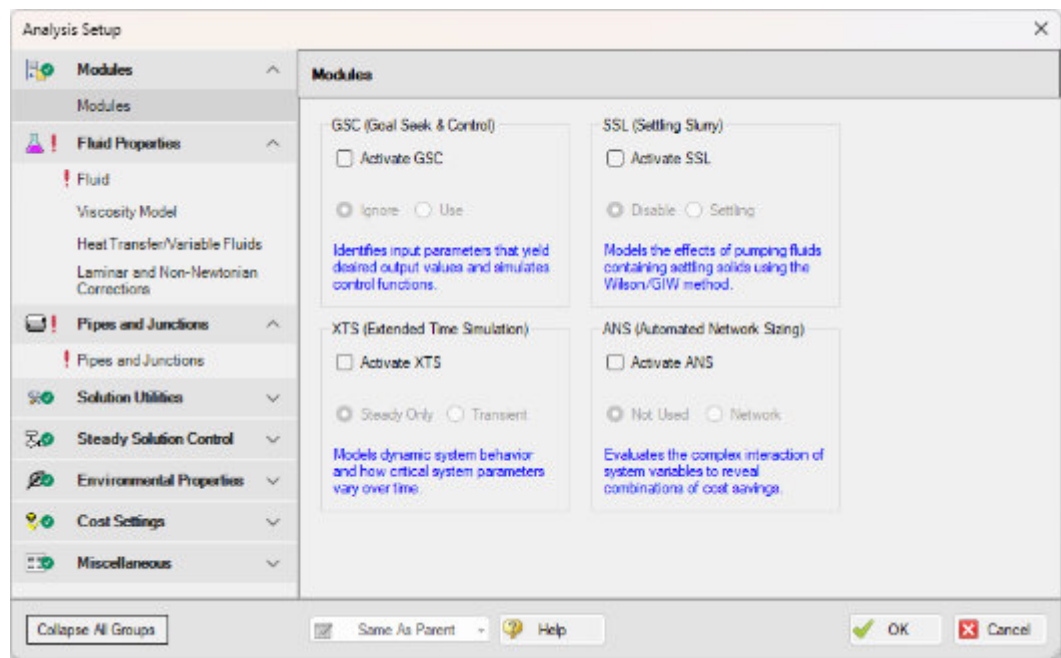 Analysis Setup
Modules
Modules
Fluid Properties
Fluid
Viscosity Model
Heat Transfer/Variable Fluids
Laminar and Non-Newtonian
Corrections
Pipes and Junctions
Pipes and Junctions
Solution Utilities
Steady Solution Control
Environmental Properties
Cost Settings
Miscellaneous
Collapse All Groups
Modules
GSC (Goal Seek & Control)
Activate GSC
Ignore Use
Identifies input parameters that yield
desired output values and simulates
control functions.
SSL (Settling Slurry)
Activate SSL
Disable Settling
Models the effects of pumping fluids
containing settling solids using the
Wilson/GIW method.
XTS (Extended Time Simulation)
Activate XTS
Steady Only Transient
Models dynamic system behavior
and how critical system parameters
vary over time.
ANS (Automated Network Sizing)
Activate ANS
Not Used Network
Evaluates the complex interaction of
system variables to reveal
combinations of cost savings.
Same As Parent
Help
OK
Cancel